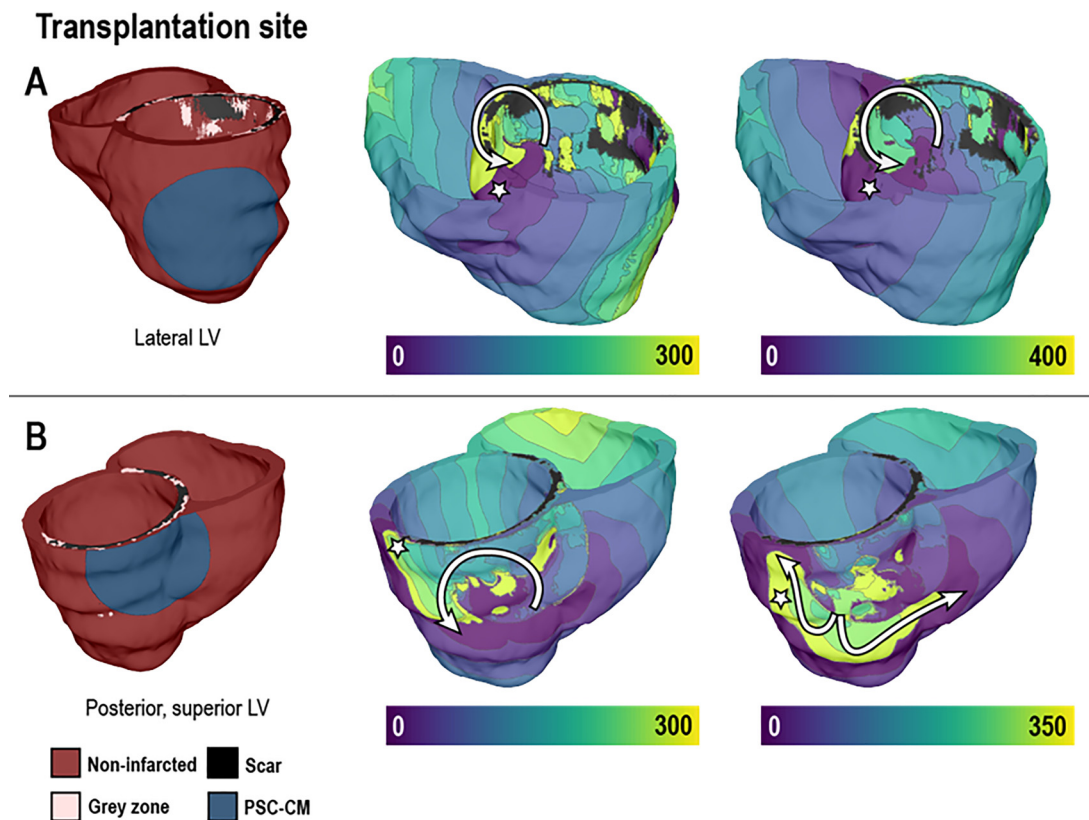 Transplantation site
A
Lateral LV
0 300
0 400
B
Posterior, superior LV
0 300
0 350
Non-infarcted
Scar
Grey zone
PSC-CM